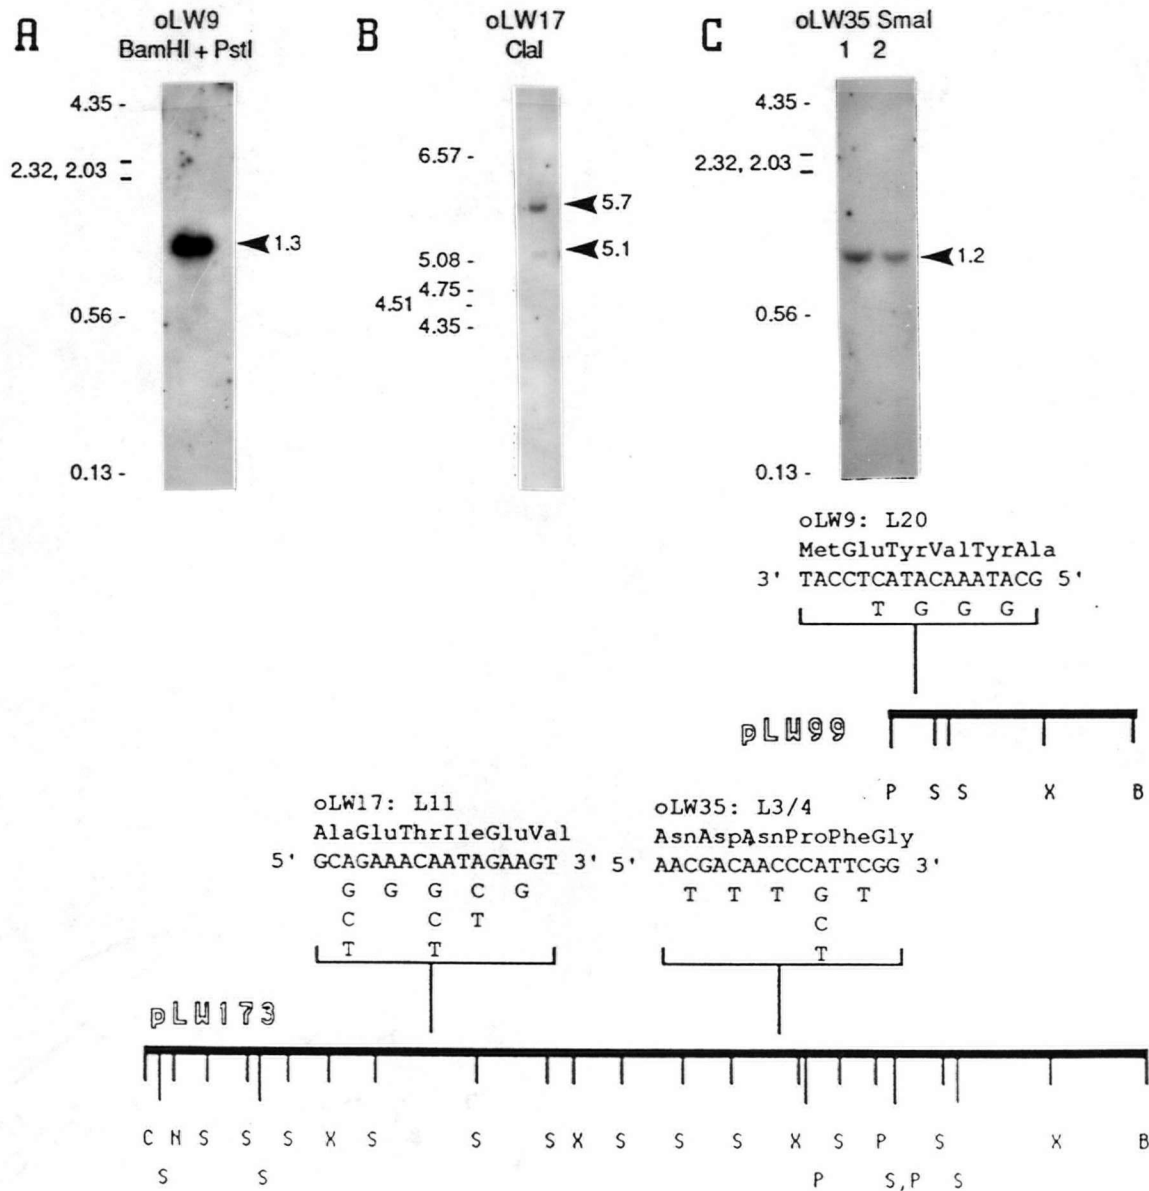 A
oLW9
BamHI + PstI
4.35 -
2.32, 2.03 =
1.3
0.56 -
0.13 -
B
oLW17
ClaI
6.57 -
5.7
5.1
5.08 -
4.75 -
4.51 -
4.35 -
C
oLW35 SmaI
1 2
4.35 -
2.32, 2.03 =
1.2
0.56 -
0.13 -
oLW9: L20
MetGluTyrValTyrAla
3' TACCTCATACAAATACG 5'
T G G G
pLW99
P S S X B
oLW17: L11
AlaGluThrIleGluVal
5' GCAGAAACAATAGAAGT 3'
G G G C G
C C T
T T
oLW35: L3/4
AsnAspAsnProPheGly
5' AACGACAACCCATTCGG 3'
T T T G T
C
T
pLW173
C N S S S X S S S X S S S X S P S X B
S S P S,P S